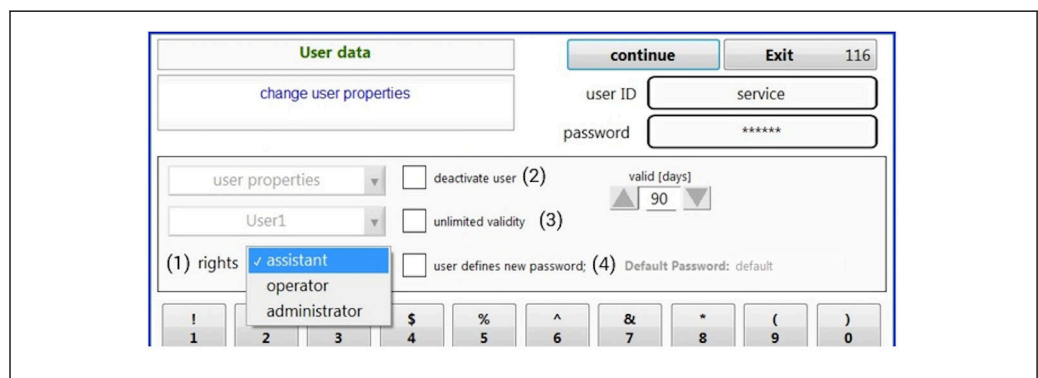 User data
continue
Exit 116
change user properties
user ID service
password ******
user properties
deactivate user (2)
valid [days]
90
User1
unlimited validity (3)
(1) rights ✓ assistant
operator
administrator
user defines new password; (4) Default Password: default
! $ % ^ & * ( )
1 2 3 4 5 6 7 8 9 0